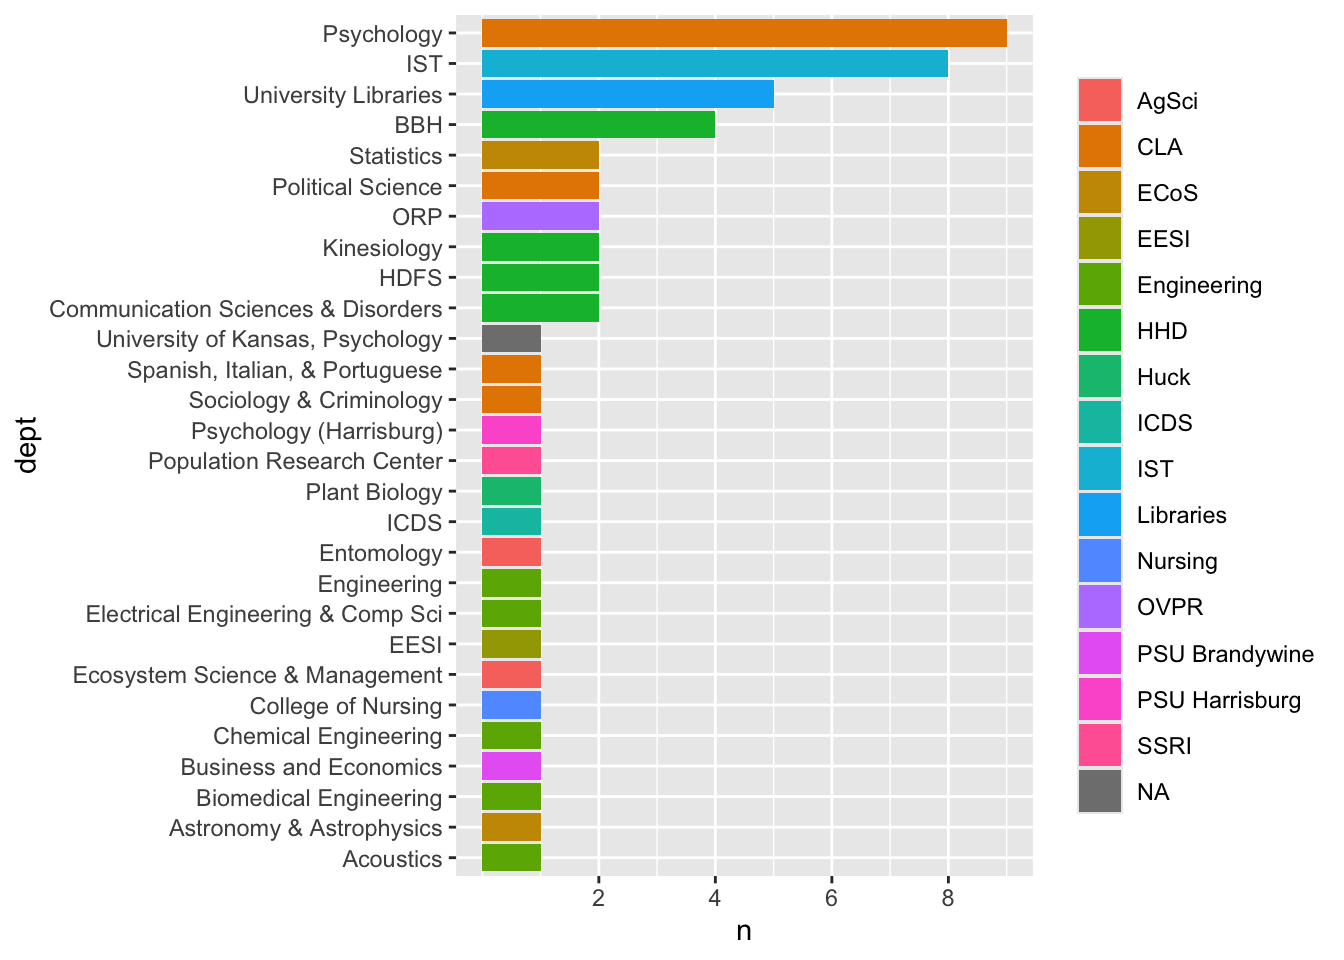 Psychology
IST
University Libraries
BBH
Statistics
Political Science
ORP
Kinesiology
HDFS
Communication Sciences & Disorders
University of Kansas, Psychology
Spanish, Italian, & Portuguese
Sociology & Criminology
Psychology (Harrisburg)
Population Research Center
Plant Biology
ICDS
Entomology
Engineering
Electrical Engineering & Comp Sci
EESI
Ecosystem Science & Management
College of Nursing
Chemical Engineering
Business and Economics
Biomedical Engineering
Astronomy & Astrophysics
Acoustics
dept
2 4 6 8
n
AgSci
CLA
ECoS
EESI
Engineering
HHD
Huck
ICDS
IST
Libraries
Nursing
OVPR
PSU Brandywine
PSU Harrisburg
SSRI
NA